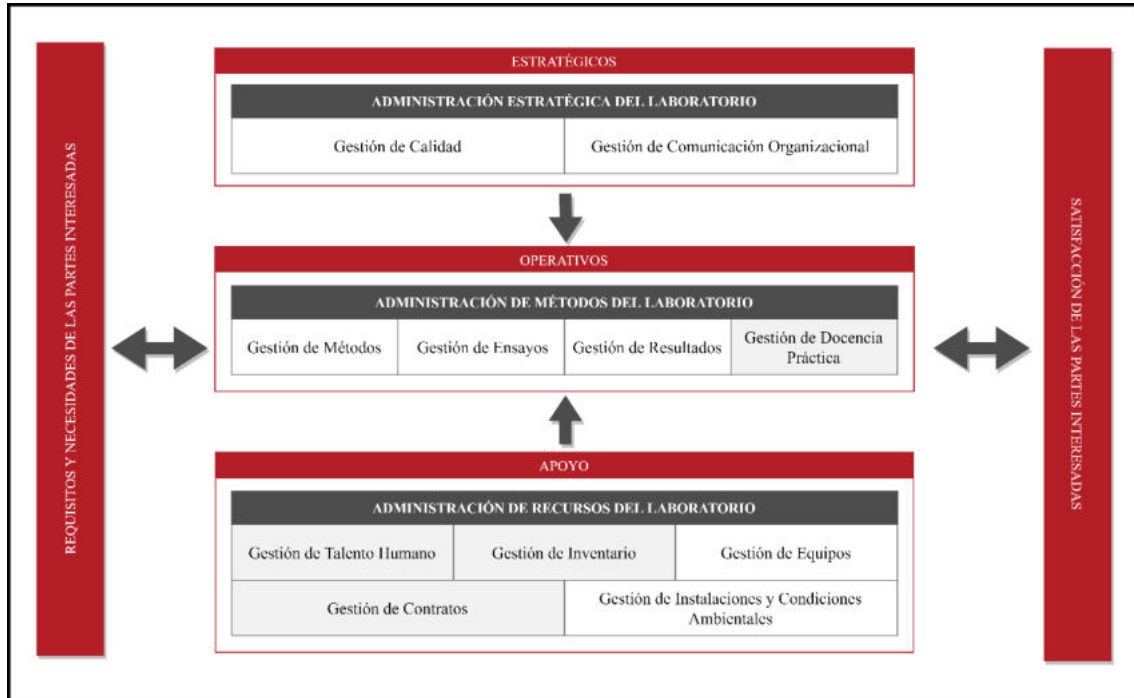 REQUISITOS Y NECESIDADES DE LAS PARTES INTERESADAS
ESTRATÉGICOS
ADMINISTRACIÓN ESTRATÉGICA DEL LABORATORIO
Gestión de Calidad
Gestión de Comunicación Organizacional
OPERATIVOS
ADMINISTRACIÓN DE MÉTODOS DEL LABORATORIO
Gestión de Métodos
Gestión de Ensayos
Gestión de Resultados
Gestión de Docencia
Práctica
APOYO
ADMINISTRACIÓN DE RECURSOS DEL LABORATORIO
Gestión de Talento Humano
Gestión de Inventario
Gestión de Equipos
Gestión de Contratos
Gestión de Instalaciones y Condiciones
Ambientales
SATISFACCIÓN DE LAS PARTES INTERESADAS